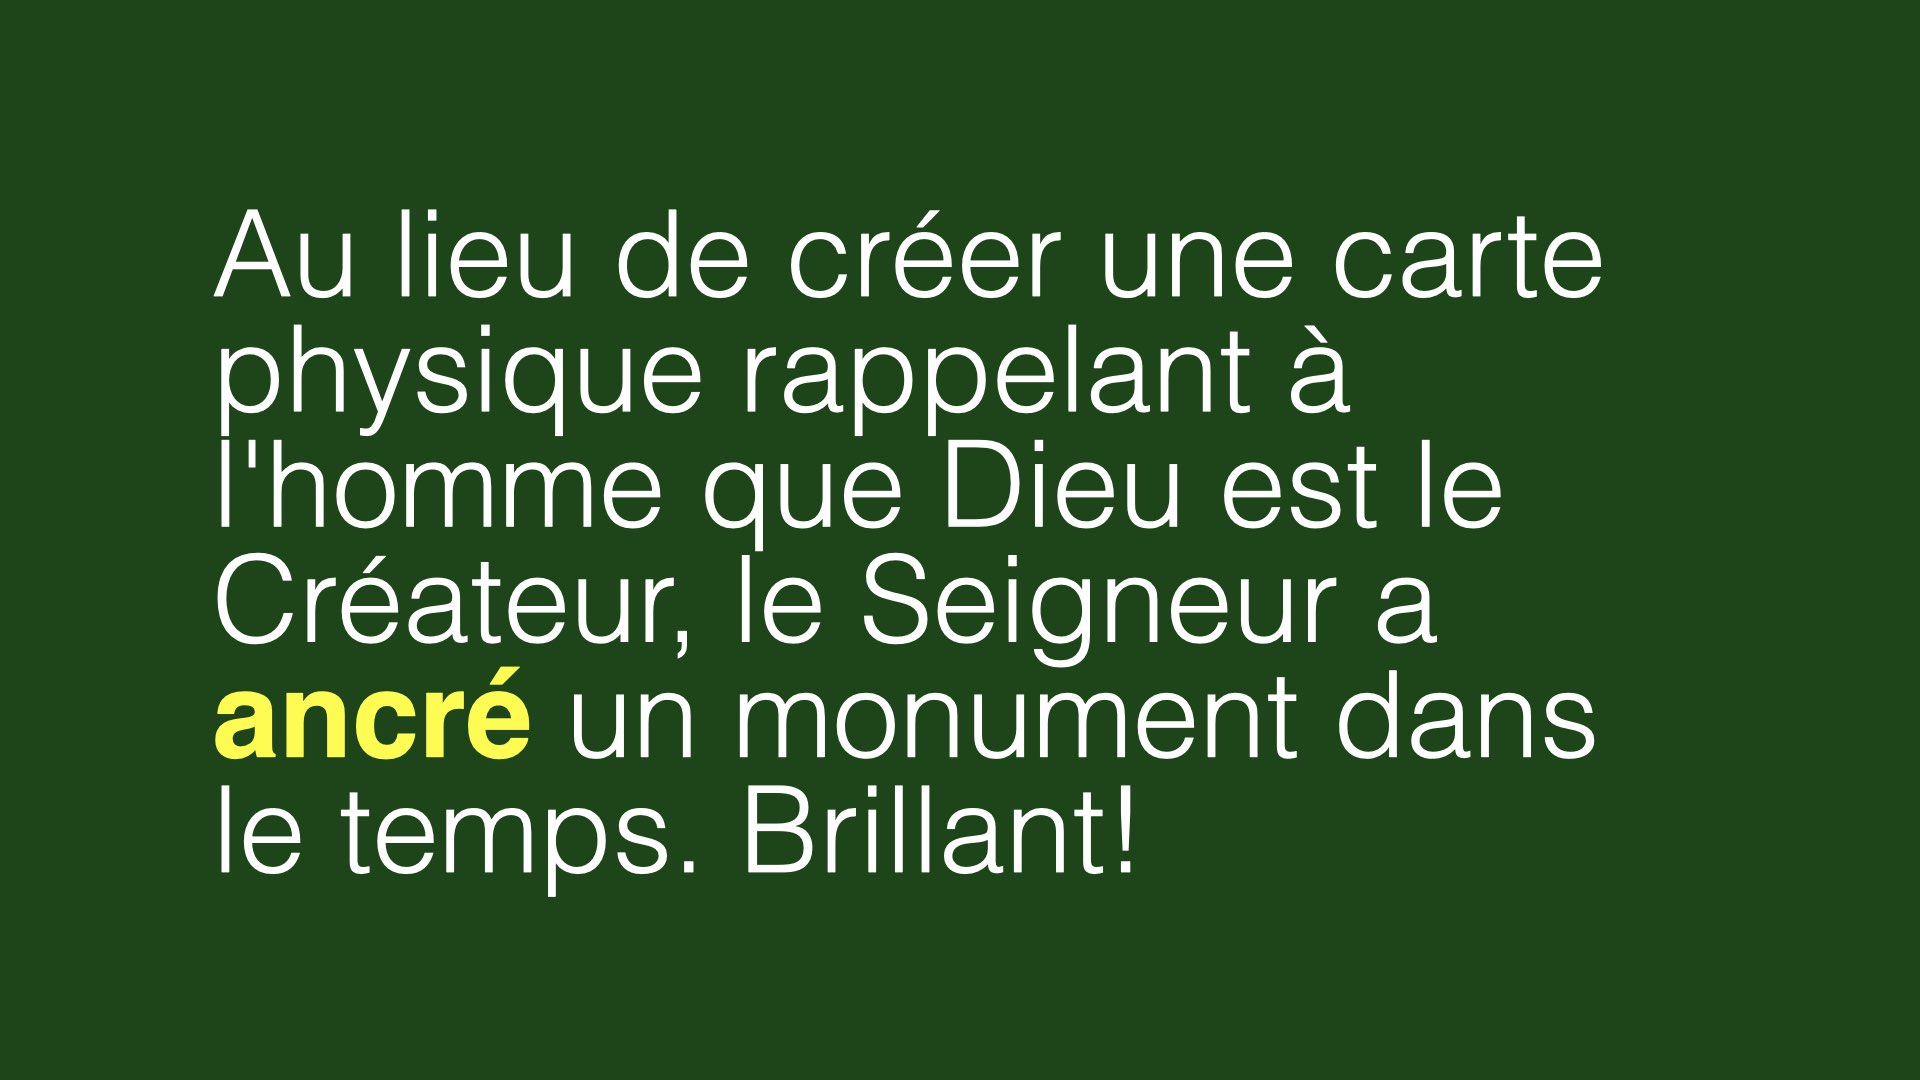 Au lieu de créer une carte
physique rappelant à
l'homme que Dieu est le
Créateur, le Seigneur a
ancré un monument dans
le temps. Brillant!